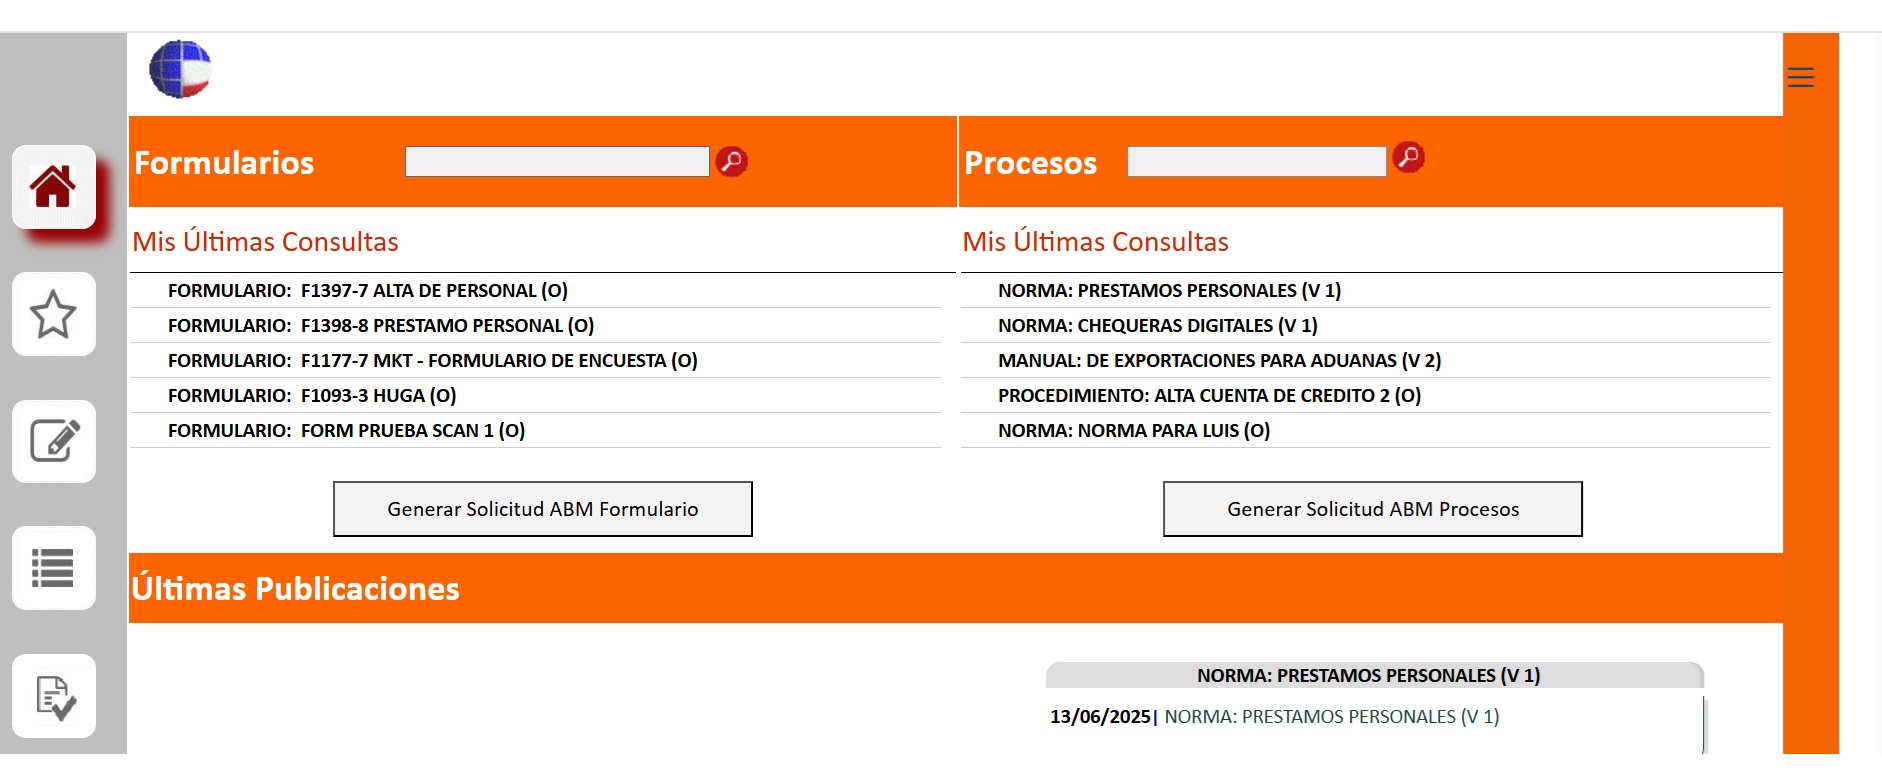 Formularios
Mis Últimas Consultas
FORMULARIO: F1397-7 ALTA DE PERSONAL (O)
FORMULARIO: F1398-8 PRESTAMO PERSONAL (O)
FORMULARIO: F1177-7 MKT - FORMULARIO DE ENCUESTA (O)
FORMULARIO: F1093-3 HUGA (O)
FORMULARIO: FORM PRUEBA SCAN 1 (O)
Generar Solicitud ABM Formulario
Procesos
Mis Últimas Consultas
NORMA: PRESTAMOS PERSONALES (V 1)
NORMA: CHEQUERAS DIGITALES (V 1)
MANUAL: DE EXPORTACIONES PARA ADUANAS (V 2)
PROCEDIMIENTO: ALTA CUENTA DE CREDITO 2 (O)
NORMA: NORMA PARA LUIS (O)
Generar Solicitud ABM Procesos
Últimas Publicaciones
NORMA: PRESTAMOS PERSONALES (V 1)
13/06/2025| NORMA: PRESTAMOS PERSONALES (V 1)